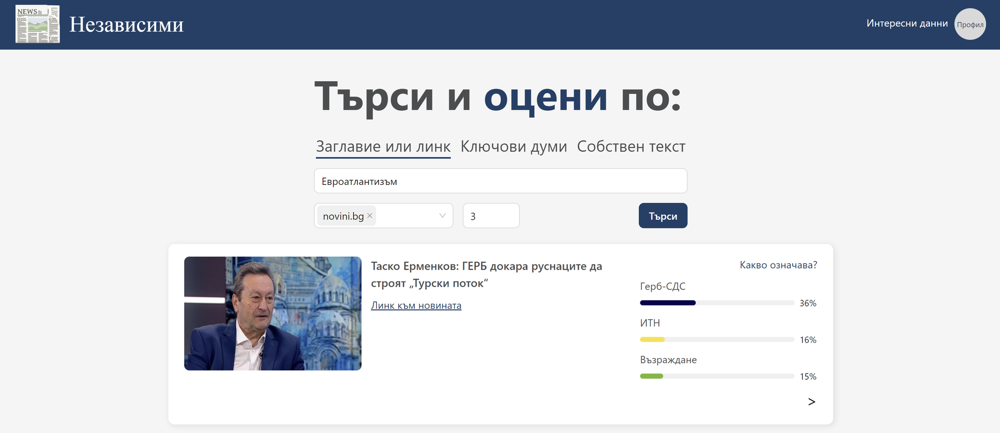 NEWS
Независими
Интересни данни
Профил
Търси и оцени по:
Заглавие или линк Ключови думи Собствен текст
Евроатлантизъм
novini.bg ×
3
Търси
Таско Ерменков: ГЕРБ докара руснаците да
строят „Турски поток“
Линк към новината
Какво означава?
Герб-СДС
36%
ИТН
16%
Възраждане
15%
>